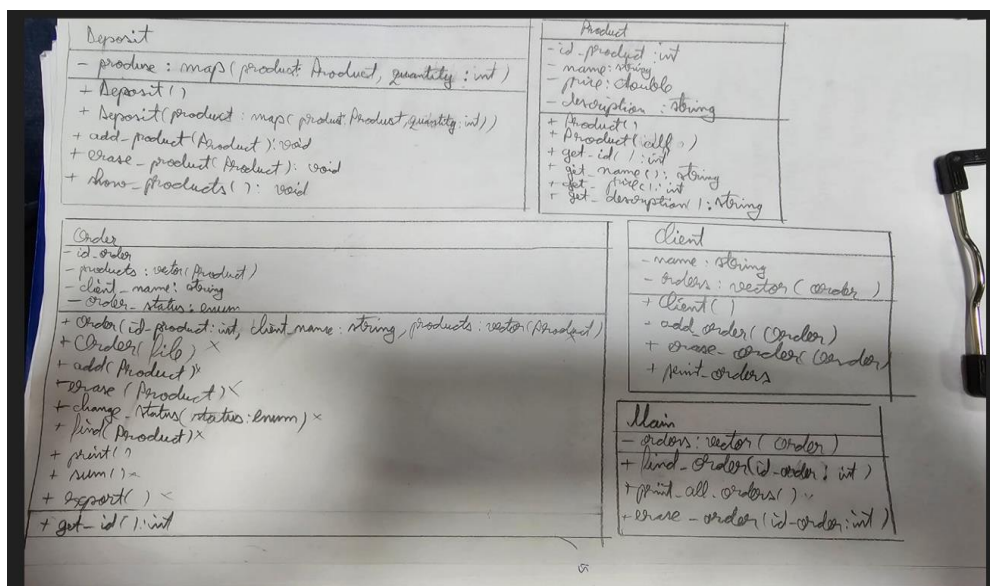 Deposit
- produse : map(product: Product, quantity : int)
+ Deposit()
+ Deposit(product : map( product: Product, quantity: int))
+ add_product(Product): void
+ erase_product(Product): void
+ show_products(): void
Product
- id_product : int
- name: string
- price: double
- description : string
+ Product()
+ Product(all)
+ get-id() : int
+ get_name(): string
+ get_price(): int
+ get_description(): string
Order
- id_order
- products : vector(Product)
- client_name: string
- order_status: enum
+ Order(id_product: int, client_name: string, products: vector(Product)
+ Order(file) x
+ add(Product) x
+ erase (Product) x
+ change_status(status: enum) x
+ find(Product) x
+ print()
+ sum()
+ export() x
+ get_id(): int
Client
- name: string
- orders: vector( order )
+ Client()
+ add_order(Order)
+ erase_order(Order)
+ print_orders
Main
- orders: vector( Order)
+ find_order(id_order: int)
+ print_all_orders()
+ erase_order(id_order: int)